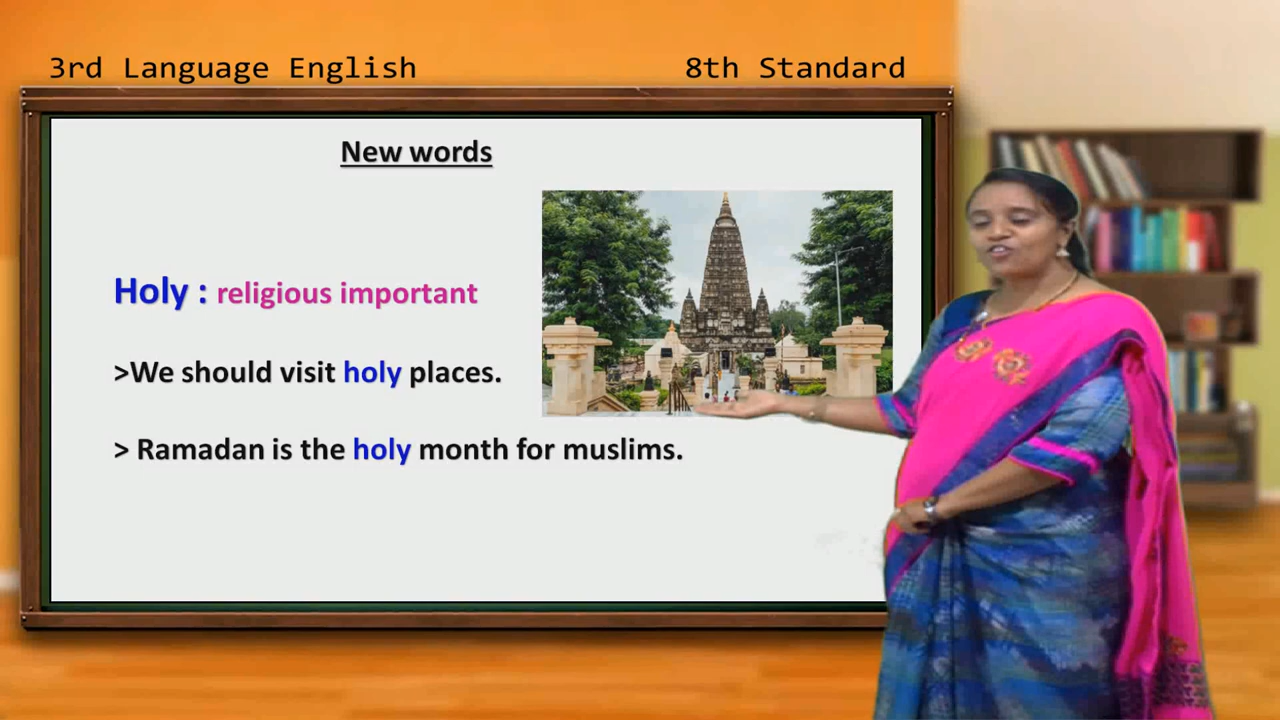 3rd Language English
8th Standard
New words
Holy : religious important
>We should visit holy places.
> Ramadan is the holy month for muslims.